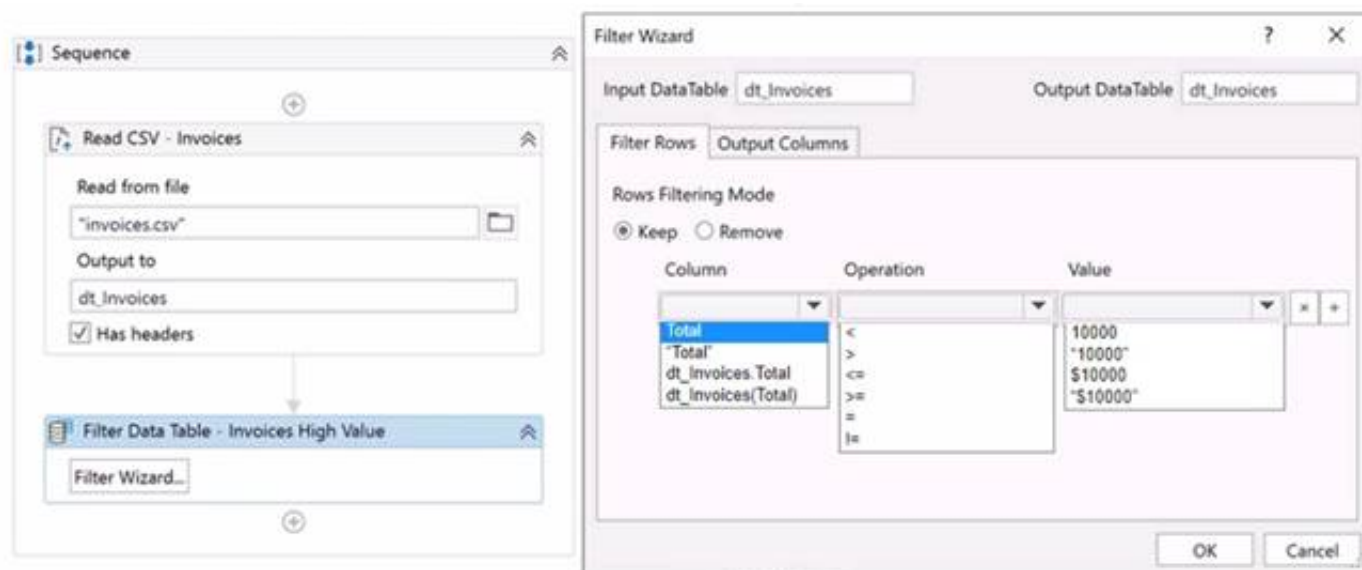 Sequence
Read CSV - Invoices
Read from file
"invoices.csv"
Output to
dt_Invoices
Has headers
Filter Data Table - Invoices High Value
Filter Wizard...
Filter Wizard ?
Input DataTable dt_Invoices Output DataTable dt_Invoices
Filter Rows Output Columns
Rows Filtering Mode
Keep Remove
Column Operation Value
Total < 10000
"Total" > "10000"
dt_Invoices.Total <= $10000
dt_Invoices(Total) >= "$10000"
=
!=
OK Cancel